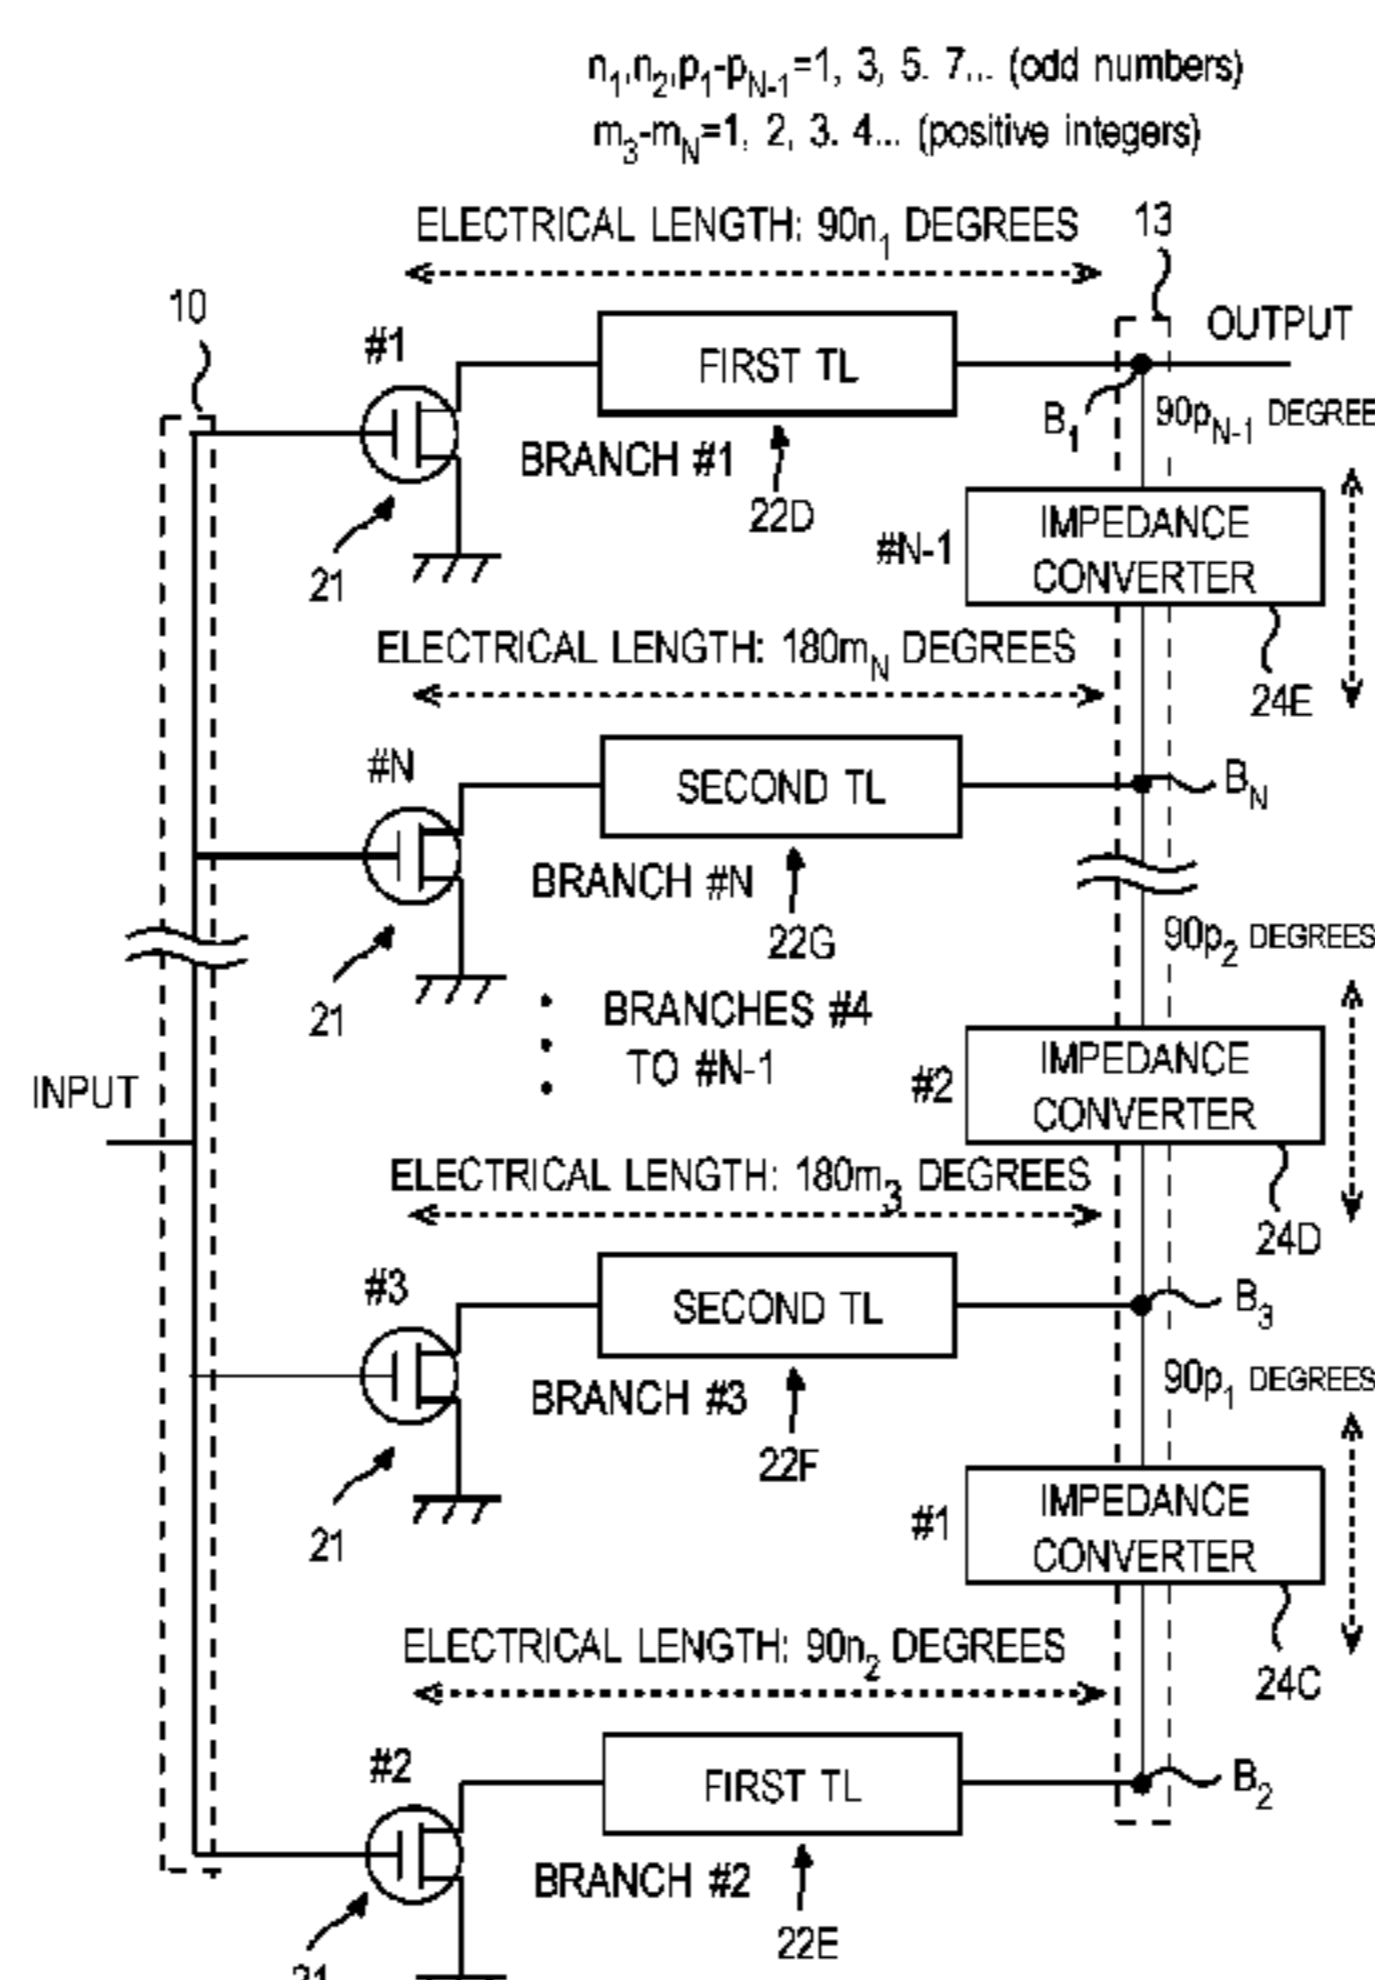 n1,n2,p1-pN-1=1, 3, 5. 7... (odd numbers)
m3-mN=1, 2, 3. 4... (positive integers)
ELECTRICAL LENGTH: 90n1 DEGREES
13
10
#1
FIRST TL
OUTPUT
B1
90pN-1 DEGREE
BRANCH #1
22D
21
#N-1
IMPEDANCE
CONVERTER
ELECTRICAL LENGTH: 180mN DEGREES
24E
#N
SECOND TL
BN
BRANCH #N
22G
90p2 DEGREES
21
BRANCHES #4
TO #N-1
INPUT
#2
IMPEDANCE
CONVERTER
ELECTRICAL LENGTH: 180m3 DEGREES
24D
#3
SECOND TL
B3
BRANCH #3
90p1 DEGREES
22F
21
#1
IMPEDANCE
CONVERTER
ELECTRICAL LENGTH: 90n2 DEGREES
24C
#2
FIRST TL
B2
BRANCH #2
22E
21